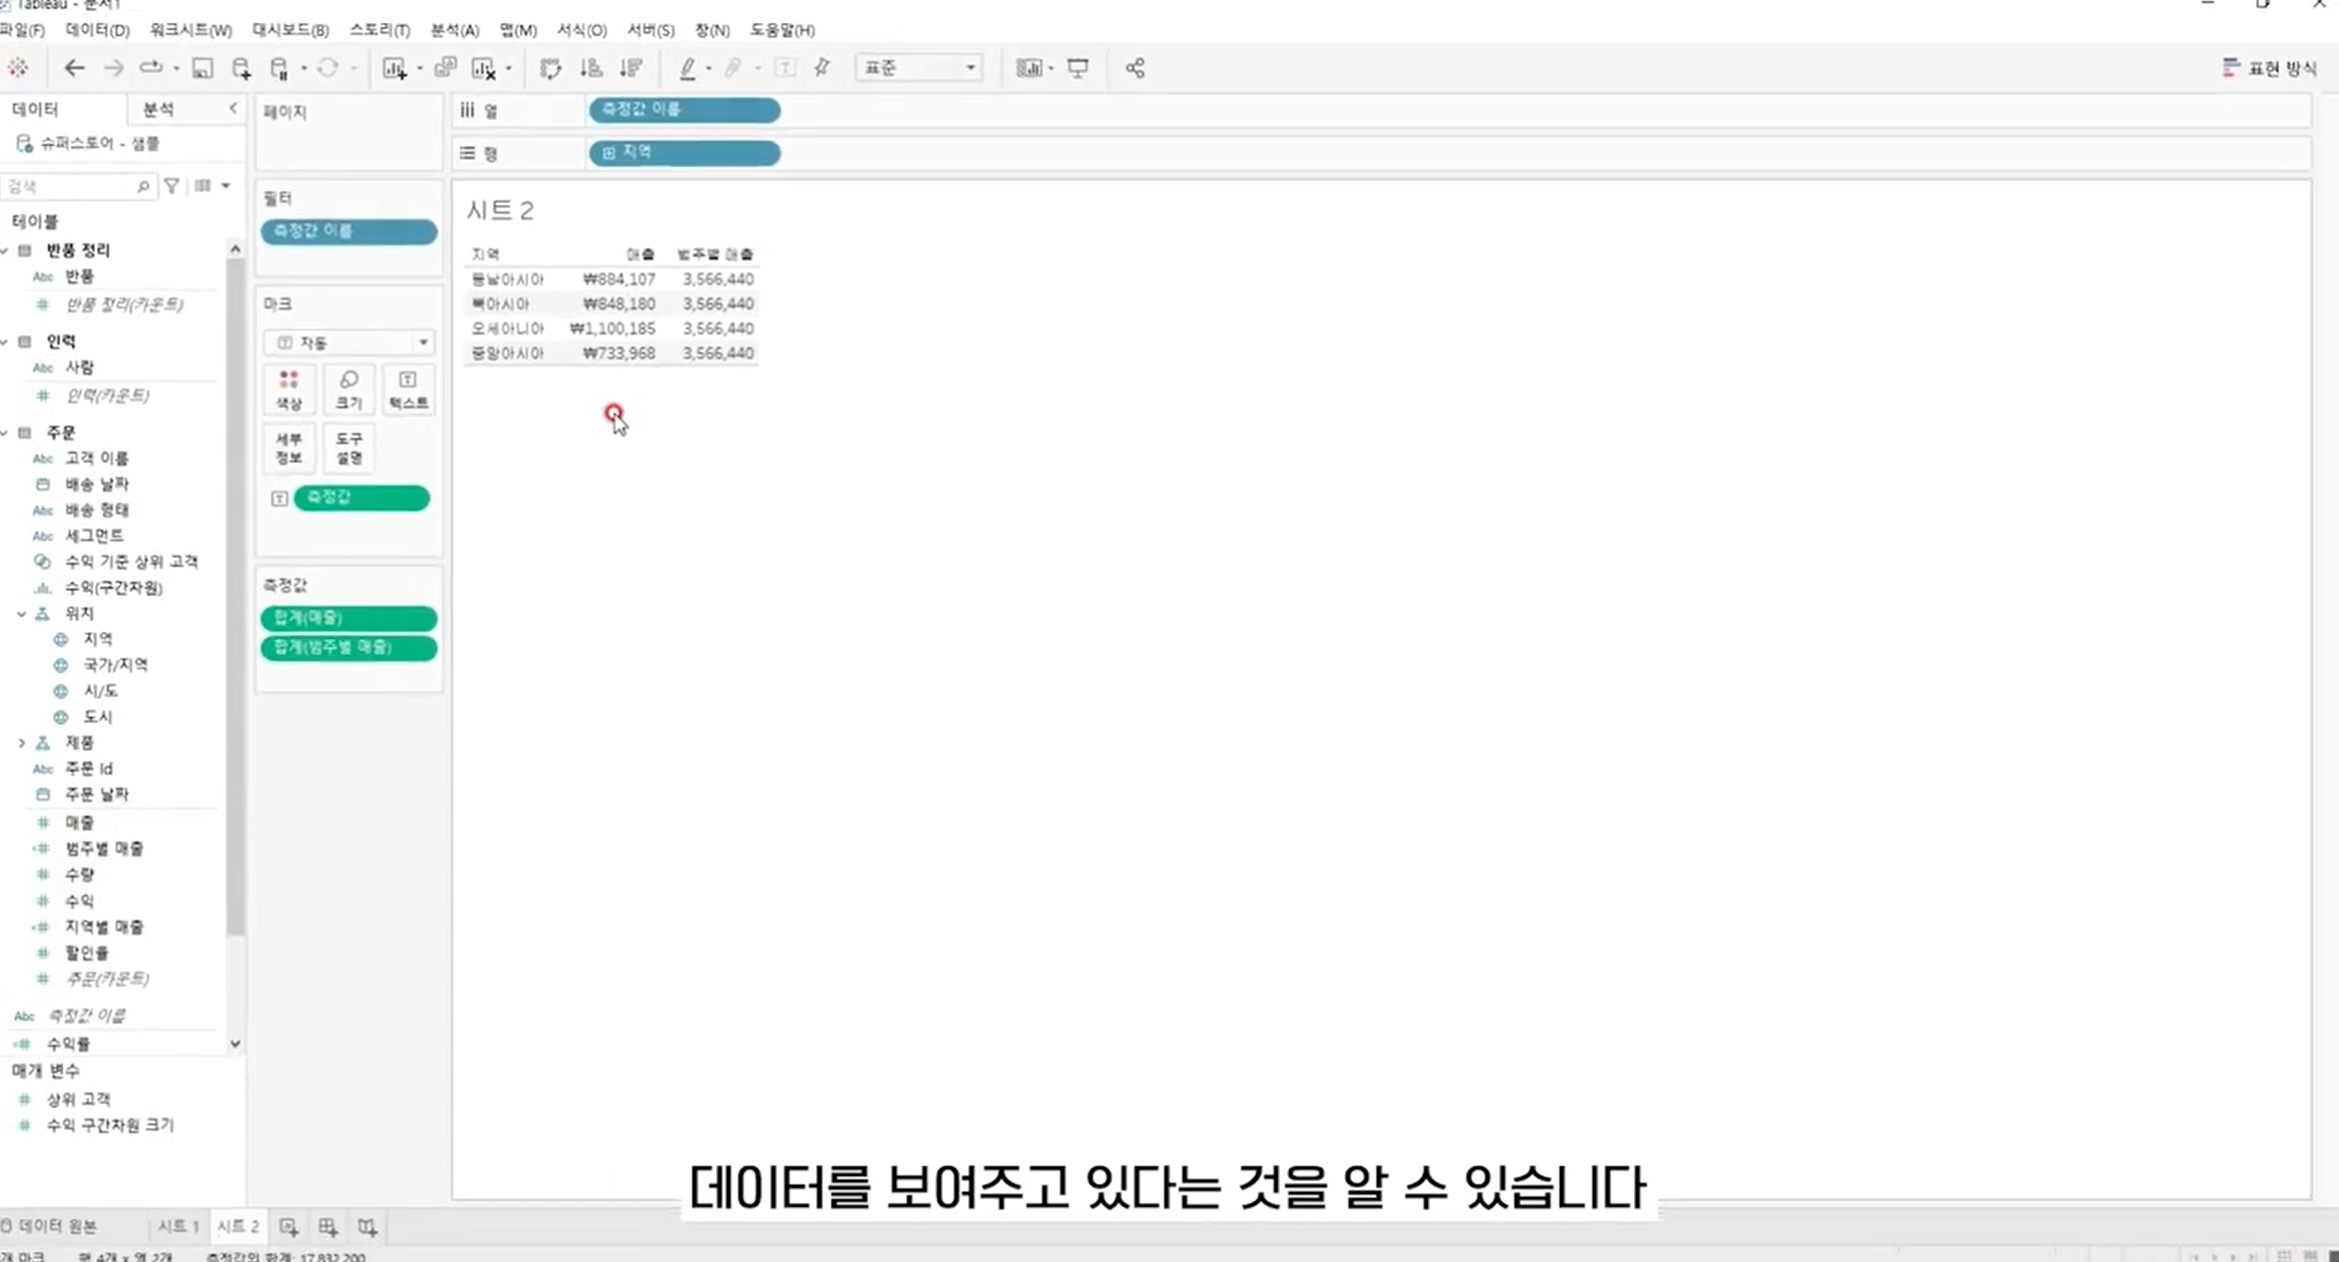 Tableau - 문서1
파일(F) 데이터(D) 워크시트(W) 대시보드(B) 스토리(T) 분석(A) 맵(M) 서식(O) 서버(S) 창(N) 도움말(H)
표준
표현 방식
데이터 분석
슈퍼스토어 - 샘플
검색
테이블
반품 정리
Abc 반품
# 반품 정리(카운트)
인력
Abc 사람
# 인력(카운트)
주문
Abc 고객 이름
배송 날짜
Abc 배송 형태
Abc 세그먼트
수익 기준 상위 고객
수익(구간차원)
위치
지역
국가/지역
시/도
도시
제품
Abc 주문 Id
주문 날짜
# 매출
# 범주별 매출
# 수량
# 수익
# 지역별 매출
# 할인율
# 주문(카운트)
Abc 측정값 이름
# 수익률
매개 변수
# 상위 고객
# 수익 구간차원 크기
페이지
필터
측정값 이름
마크
자동
색상 크기 텍스트
세부 정보 도구 설명
측정값
측정값
합계(매출)
합계(범주별 매출)
열 측정값 이름
행 지역
시트 2
지역 매출 범주별 매출
동남아시아 ₩884,107 3,566,440
북아시아 ₩848,180 3,566,440
오세아니아 ₩1,100,185 3,566,440
중앙아시아 ₩733,968 3,566,440
데이터를 보여주고 있다는 것을 알 수 있습니다
데이터 원본 시트 1 시트 2
개 마크 행 4개 x 열 2개 측정값의 합계: 17,832,200